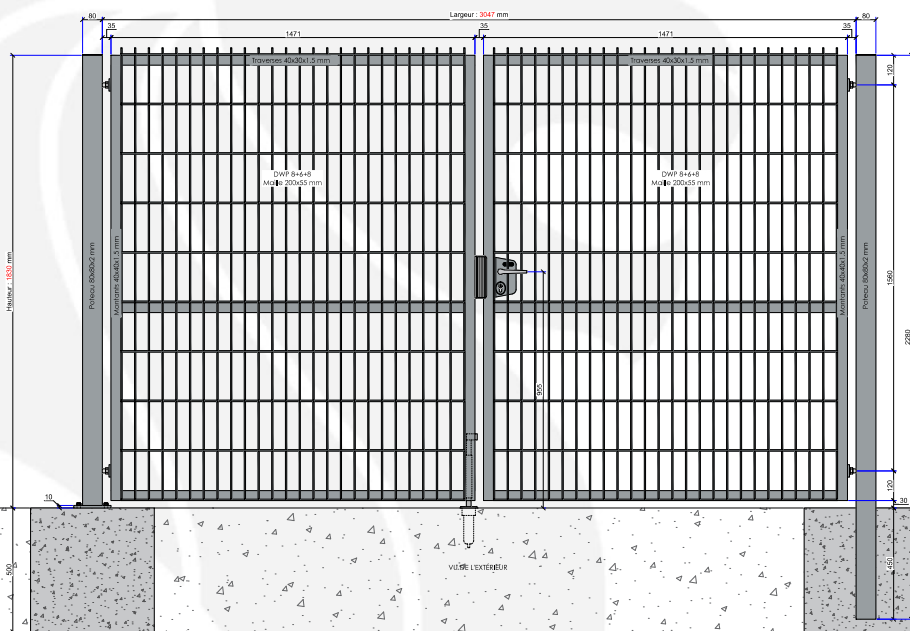 Largeur : 3047 mm
80
80
35
35
35
1471
1471
Traverses 40x30x1,5 mm
Traverses 40x30x1,5 mm
120
DWP 8+6+8
Maille 200x55 mm
DWP 8+6+8
Maille 200x55 mm
Hauteur : 1830 mm
Poteau 80x80x2 mm
Montants 40x40x1,5 mm
Montants 40x40x1,5 mm
Poteau 80x80x2 mm
1560
2280
955
120
10
30
VUE DE L'EXTÉRIEUR
500
450